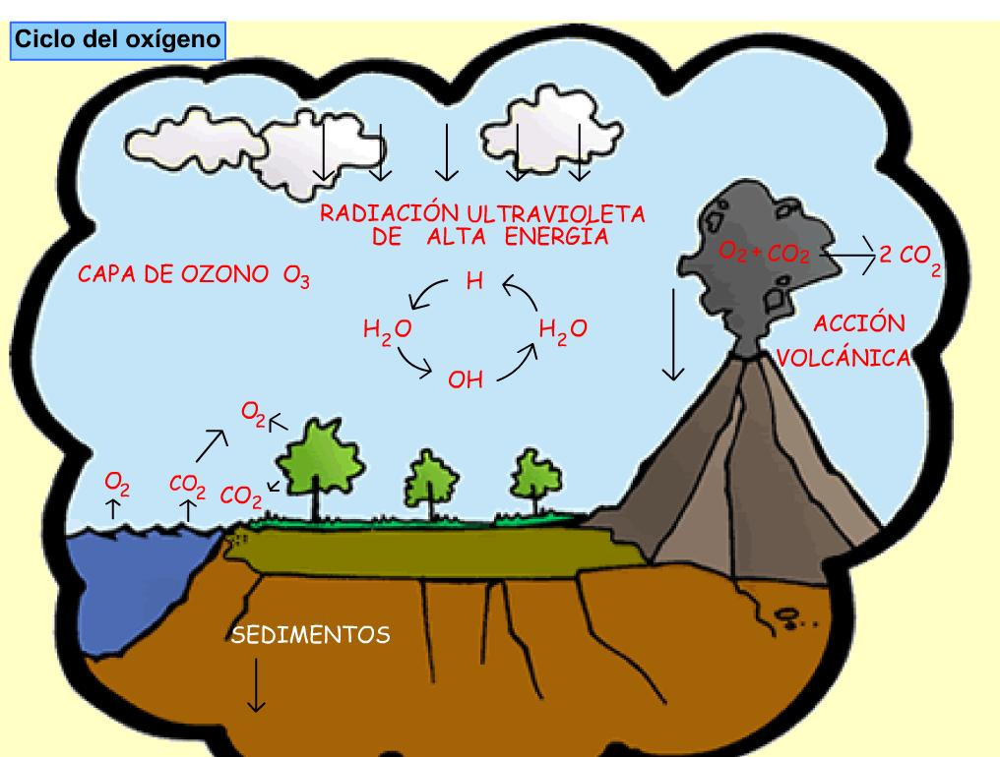 Ciclo del oxígeno
RADIACIÓN ULTRAVIOLETA
DE ALTA ENERGÍA
CAPA DE OZONO O3
H
H2O
H2O
OH
O2 + CO2
2 CO2
ACCIÓN
VOLCÁNICA
O2
O2
CO2
CO2
SEDIMENTOS